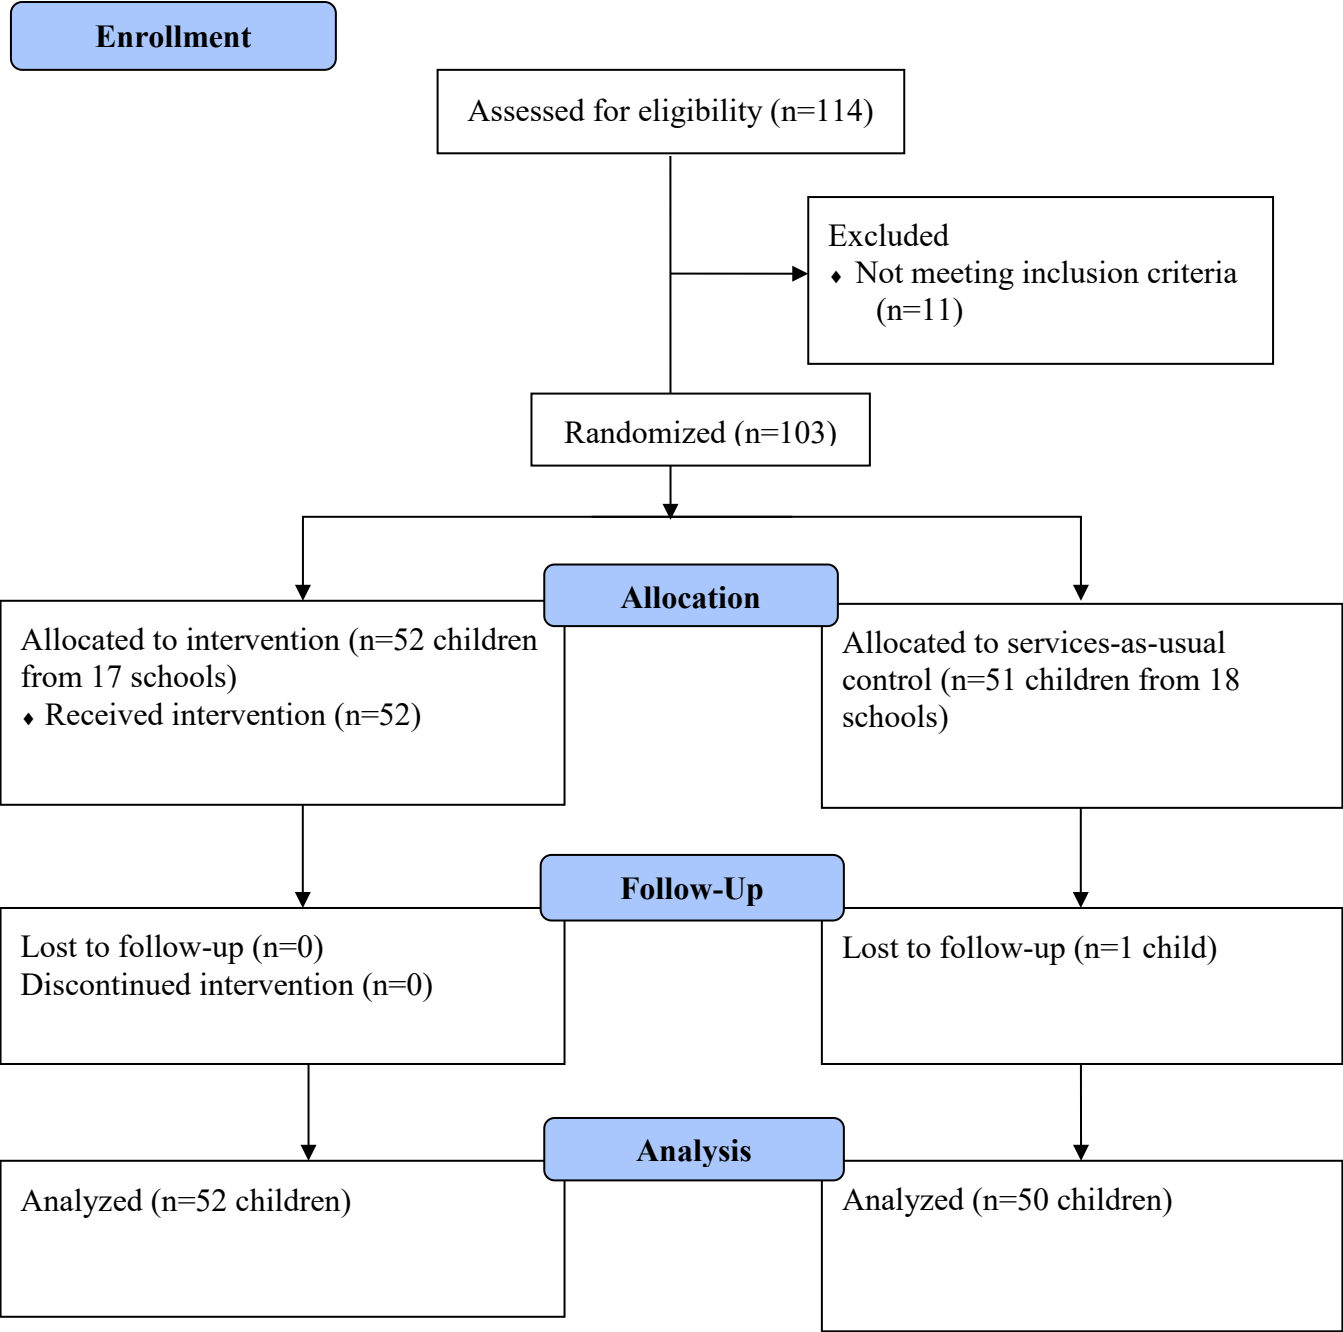 Enrollment
Assessed for eligibility (n=114)
Excluded
♦ Not meeting inclusion criteria
(n=11)
Randomized (n=103)
Allocation
Allocated to intervention (n=52 children
from 17 schools)
♦ Received intervention (n=52)
Allocated to services-as-usual
control (n=51 children from 18
schools)
Follow-Up
Lost to follow-up (n=0)
Discontinued intervention (n=0)
Lost to follow-up (n=1 child)
Analysis
Analyzed (n=52 children)
Analyzed (n=50 children)